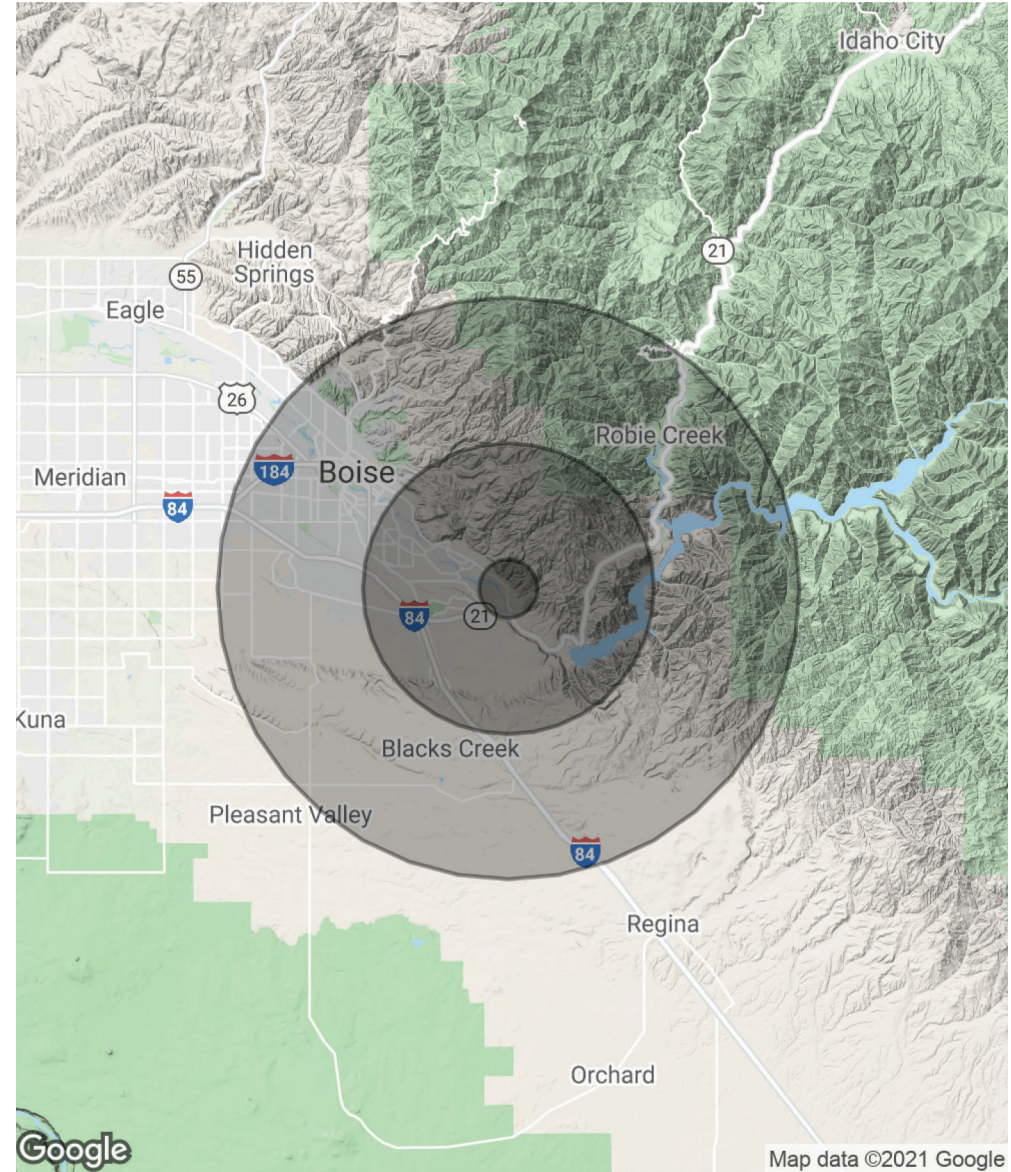 Idaho City
21
Hidden
Springs
55
Eagle
26
Robie Creek
Meridian
184
Boise
84
84
21
Kuna
Blacks Creek
Pleasant Valley
84
Regina
Orchard
Google
Map data ©2021 Google